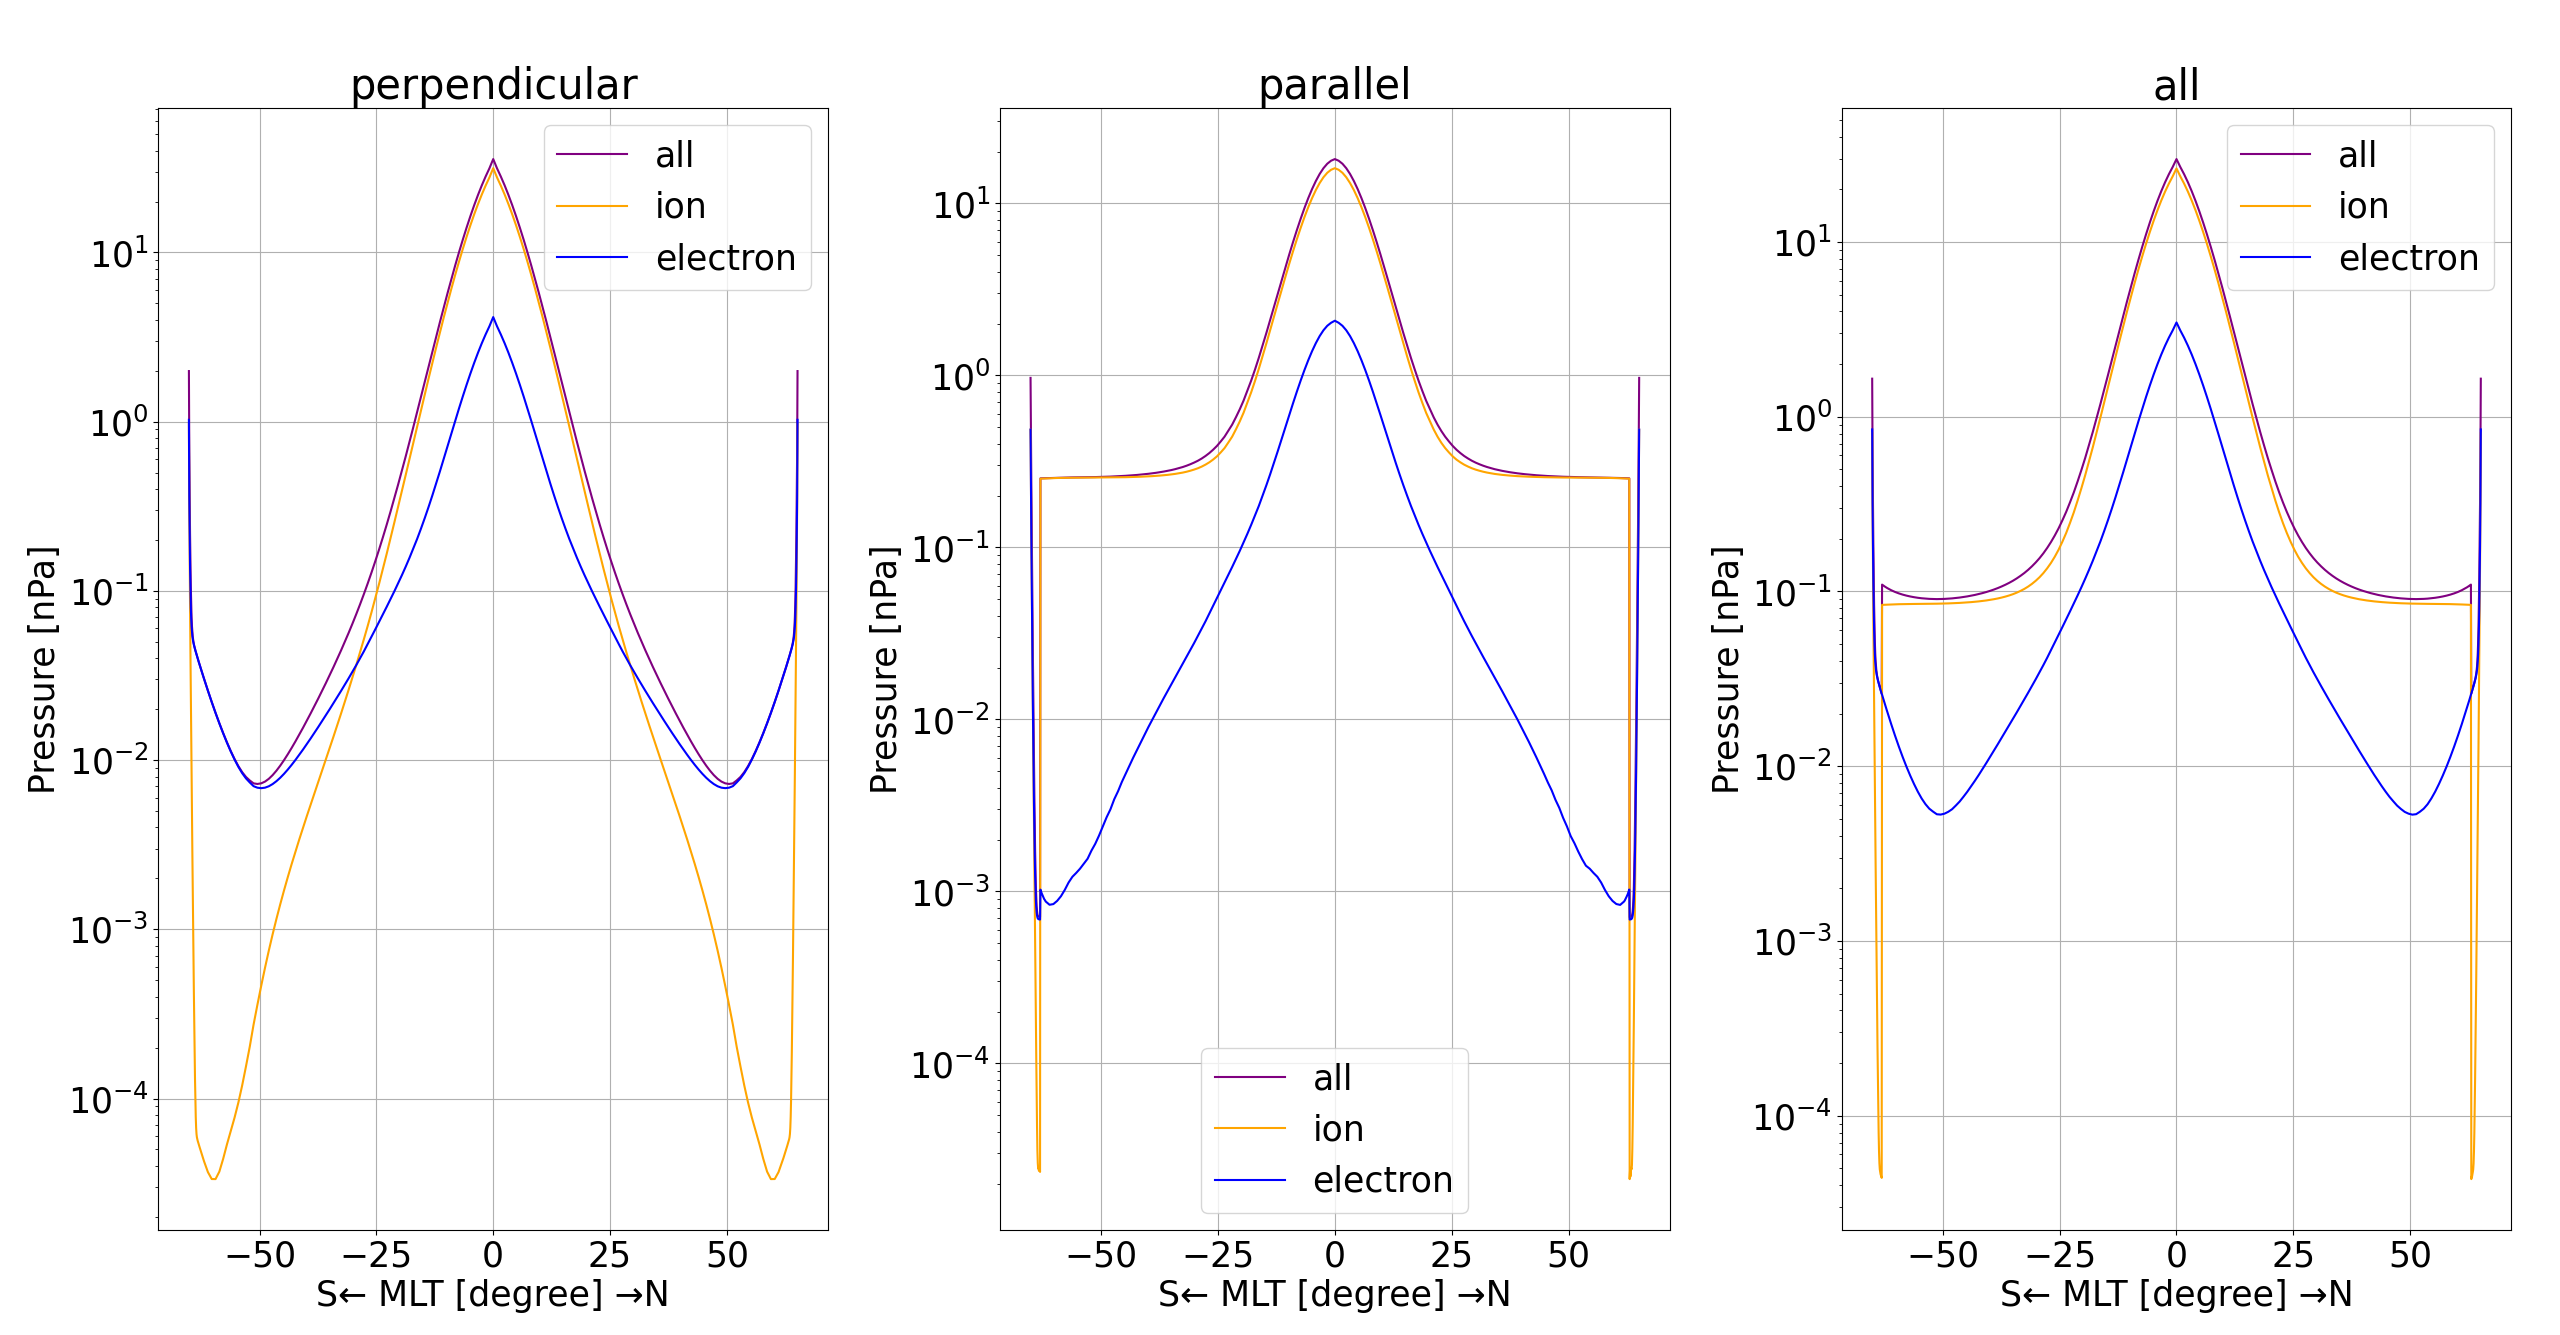 perpendicular
all
ion
electron
Pressure [nPa]
10¹
10⁰
10⁻¹
10⁻²
10⁻³
10⁻⁴
−50 −25 0 25 50
S← MLT [degree] →N
parallel
Pressure [nPa]
10¹
10⁰
10⁻¹
10⁻²
10⁻³
10⁻⁴
all
ion
electron
−50 −25 0 25 50
S← MLT [degree] →N
all
all
ion
electron
Pressure [nPa]
10¹
10⁰
10⁻¹
10⁻²
10⁻³
10⁻⁴
−50 −25 0 25 50
S← MLT [degree] →N